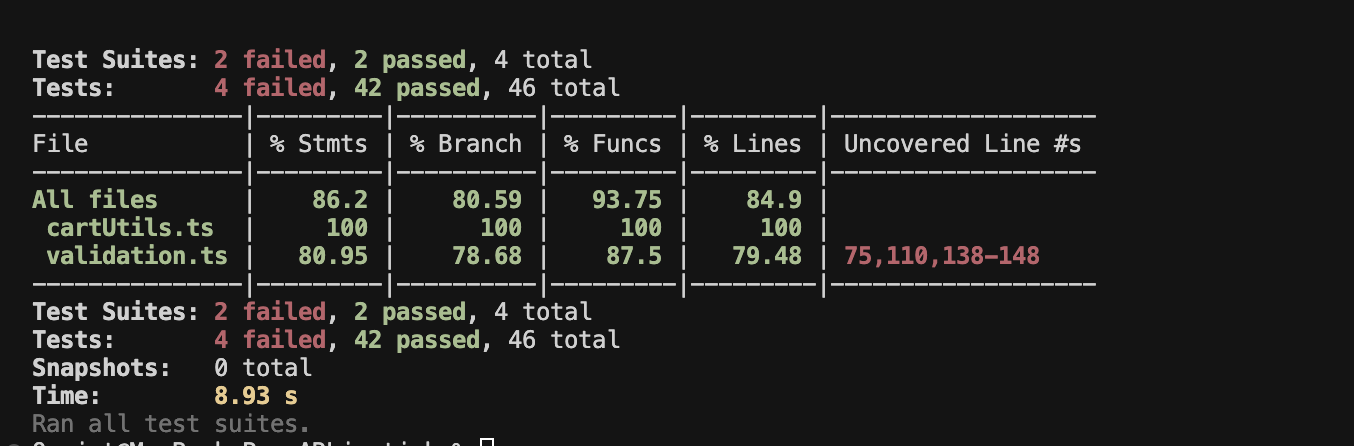 Test Suites: 2 failed, 2 passed, 4 total
Tests: 4 failed, 42 passed, 46 total
File | % Stmts | % Branch | % Funcs | % Lines | Uncovered Line #s
All files | 86.2 | 80.59 | 93.75 | 84.9 |
cartUtils.ts | 100 | 100 | 100 | 100 |
validation.ts | 80.95 | 78.68 | 87.5 | 79.48 | 75,110,138-148
Test Suites: 2 failed, 2 passed, 4 total
Tests: 4 failed, 42 passed, 46 total
Snapshots: 0 total
Time: 8.93 s
Ran all test suites.